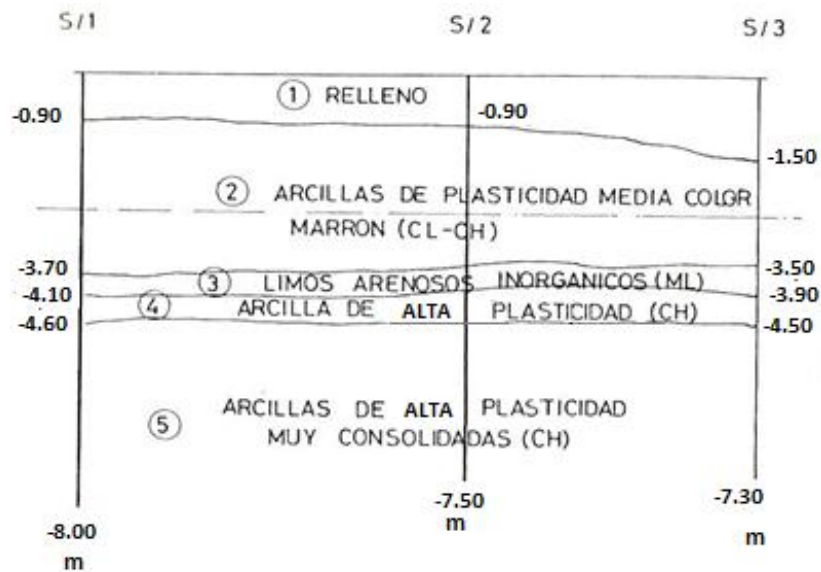 S/1 S/2 S/3
① RELLENO
-0.90 -0.90
-1.50
② ARCILLAS DE PLASTICIDAD MEDIA COLOR
MARRON (CL-CH)
-3.70 -3.50
③ LIMOS ARENOSOS INORGANICOS (ML)
-4.10 -3.90
④ ARCILLA DE ALTA PLASTICIDAD (CH)
-4.60 -4.50
⑤ ARCILLAS DE ALTA PLASTICIDAD
MUY CONSOLIDADAS (CH)
-8.00
m
-7.50
m
-7.30
m